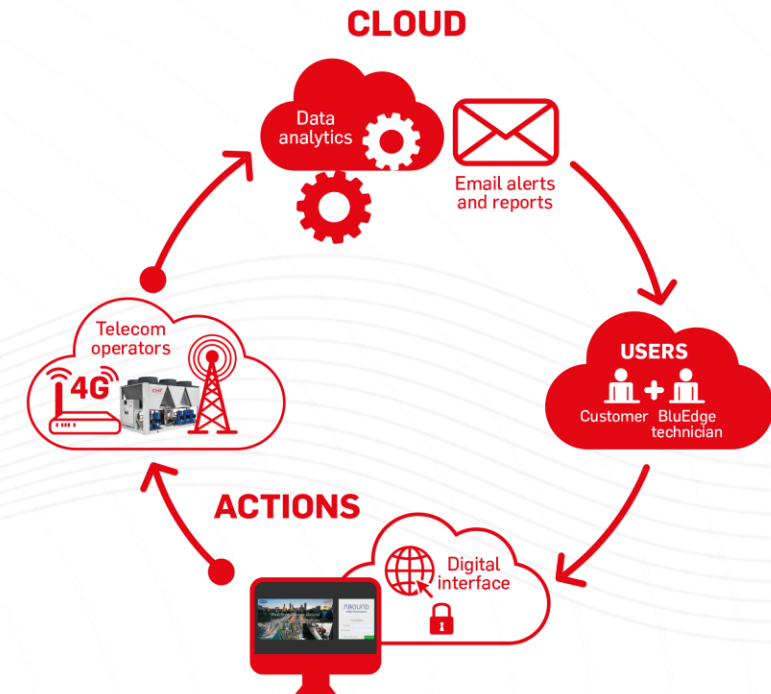 CLOUD
Data
analytics
Email alerts
and reports
Telecom
operators
4G
USERS
Customer BluEdge
technician
ACTIONS
Digital
interface